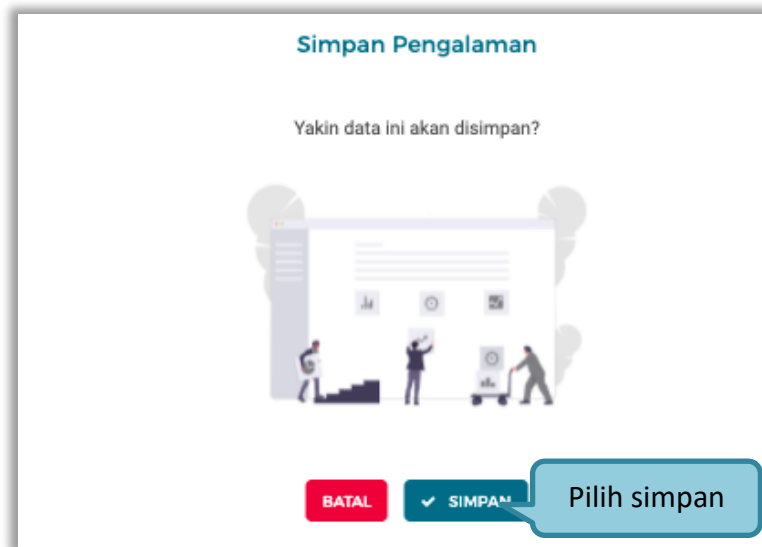 Simpan Pengalaman
Yakin data ini akan disimpan?
BATAL
SIMPAN
Pilih simpan